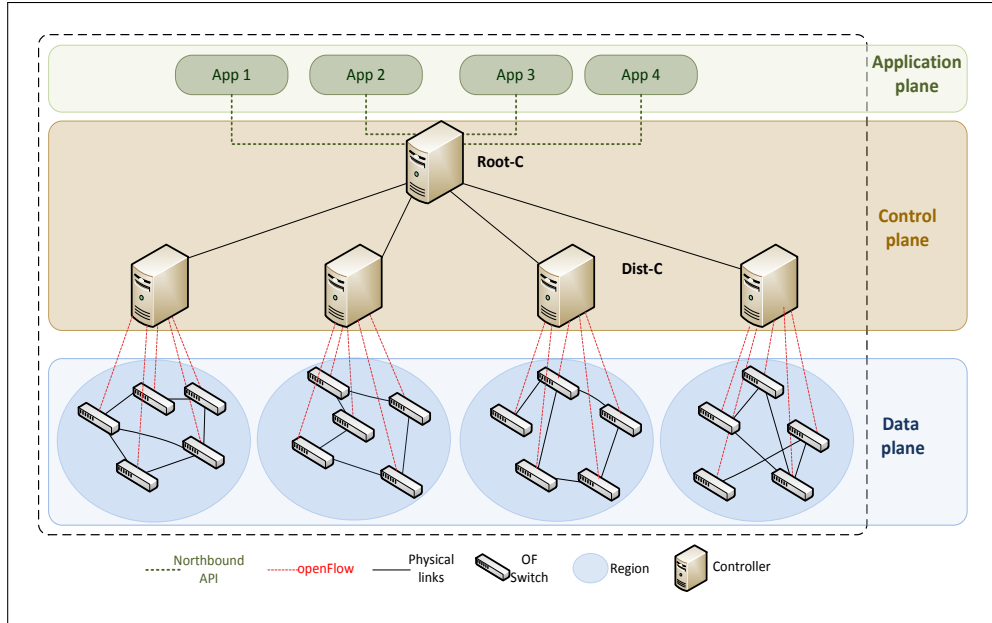 App 1
App 2
App 3
App 4
Application
plane
Root-C
Control
plane
Dist-C
Data
plane
Northbound
API
openFlow
Physical
links
OF
Switch
Region
Controller